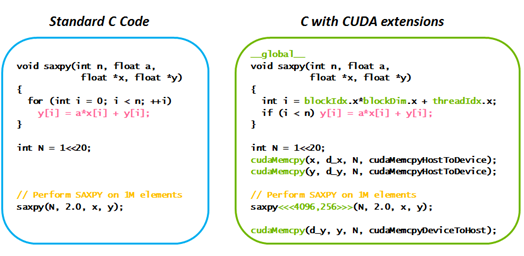 Standard C Code
void saxpy(int n, float a,
float *x, float *y)
{
for (int i = 0; i < n; ++i)
y[i] = a*x[i] + y[i];
}
int N = 1<<20;
// Perform SAXPY on 1M elements
saxpy(N, 2.0, x, y);
C with CUDA extensions
__global__
void saxpy(int n, float a,
float *x, float *y)
{
int i = blockIdx.x*blockDim.x + threadIdx.x;
if (i < n) y[i] = a*x[i] + y[i];
}
int N = 1<<20;
cudaMemcpy(x, d_x, N, cudaMemcpyHostToDevice);
cudaMemcpy(y, d_y, N, cudaMemcpyHostToDevice);
// Perform SAXPY on 1M elements
saxpy<<<4096,256>>>(N, 2.0, x, y);
cudaMemcpy(d_y, y, N, cudaMemcpyDeviceToHost);